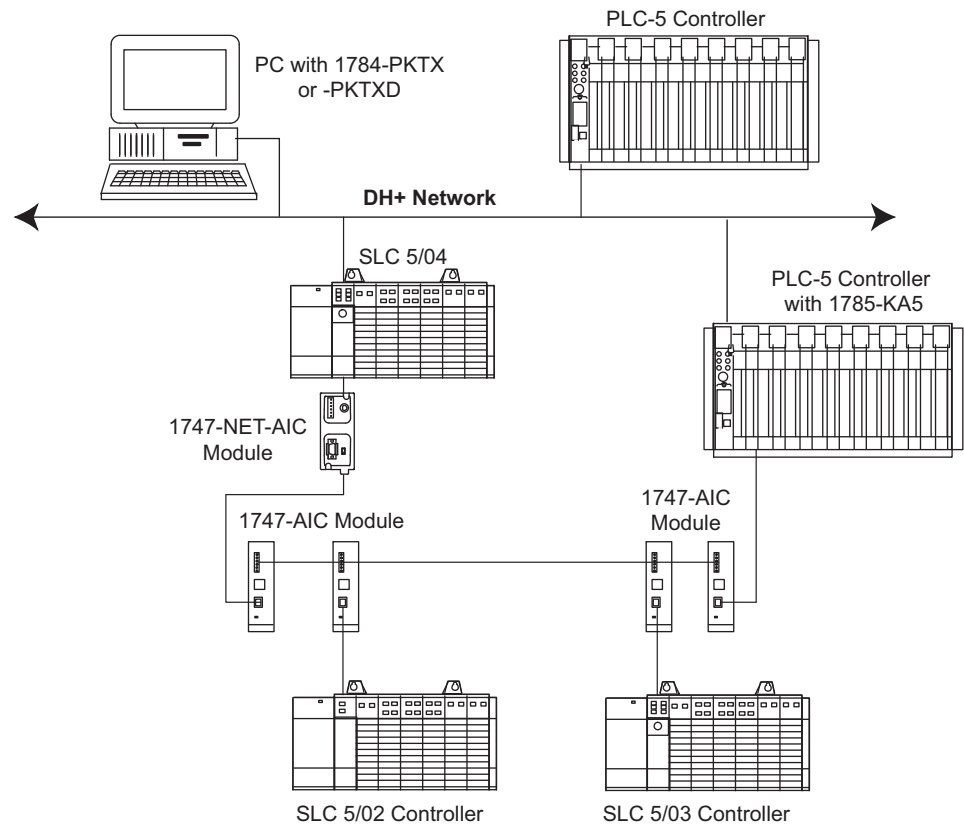 PLC-5 Controller
PC with 1784-PKTX
or -PKTXD
DH+ Network
SLC 5/04
PLC-5 Controller
with 1785-KA5
1747-NET-AIC
Module
1747-AIC Module
1747-AIC
Module
SLC 5/02 Controller
SLC 5/03 Controller